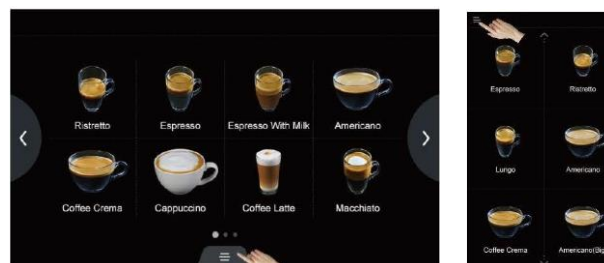 Ristretto
Espresso
Espresso With Milk
Americano
Coffee Crema
Cappuccino
Coffee Latte
Macchiato
Espresso
Ristretto
Lungo
Americano
Coffee Crema